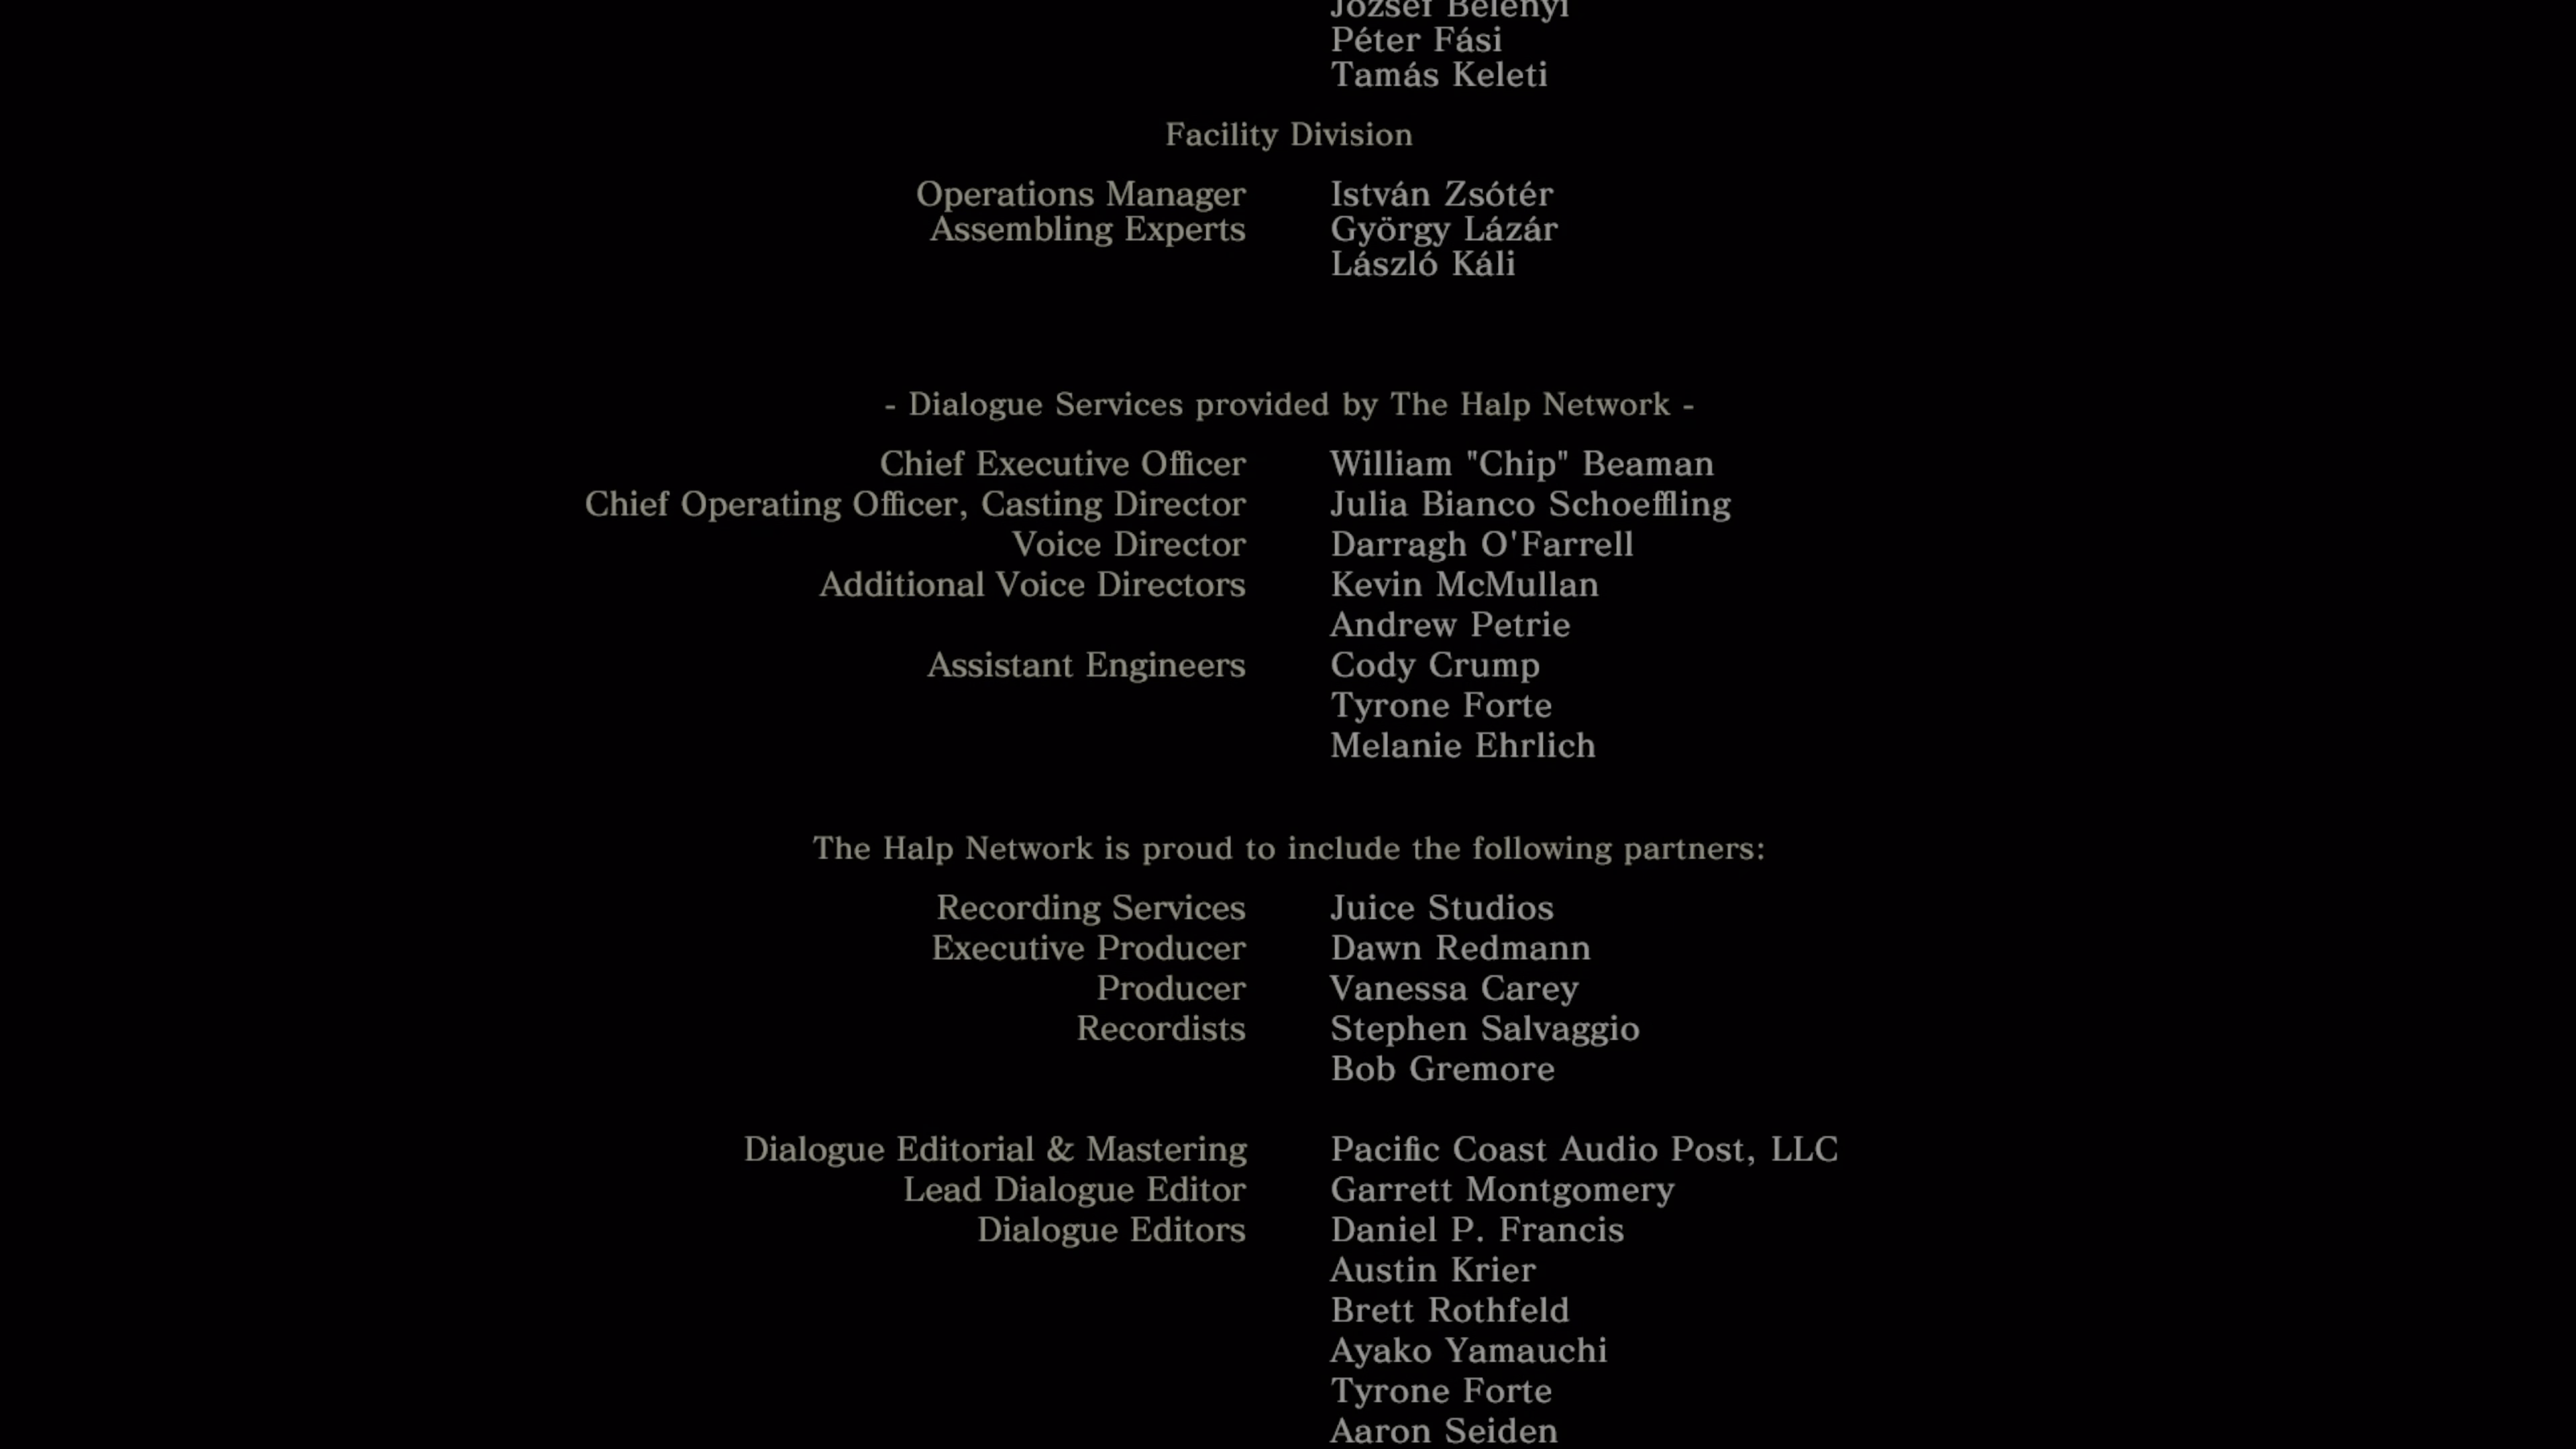 József Belényi
Péter Fási
Tamás Keleti
Facility Division
Operations Manager István Zsótér
Assembling Experts György Lázár
László Káli
- Dialogue Services provided by The Halp Network -
Chief Executive Officer William "Chip" Beaman
Chief Operating Officer, Casting Director Julia Bianco Schoeffling
Voice Director Darragh O'Farrell
Additional Voice Directors Kevin McMullan
Andrew Petrie
Assistant Engineers Cody Crump
Tyrone Forte
Melanie Ehrlich
The Halp Network is proud to include the following partners:
Recording Services Juice Studios
Executive Producer Dawn Redmann
Producer Vanessa Carey
Recordists Stephen Salvaggio
Bob Gremore
Dialogue Editorial & Mastering Pacific Coast Audio Post, LLC
Lead Dialogue Editor Garrett Montgomery
Dialogue Editors Daniel P. Francis
Austin Krier
Brett Rothfeld
Ayako Yamauchi
Tyrone Forte
Aaron Seiden